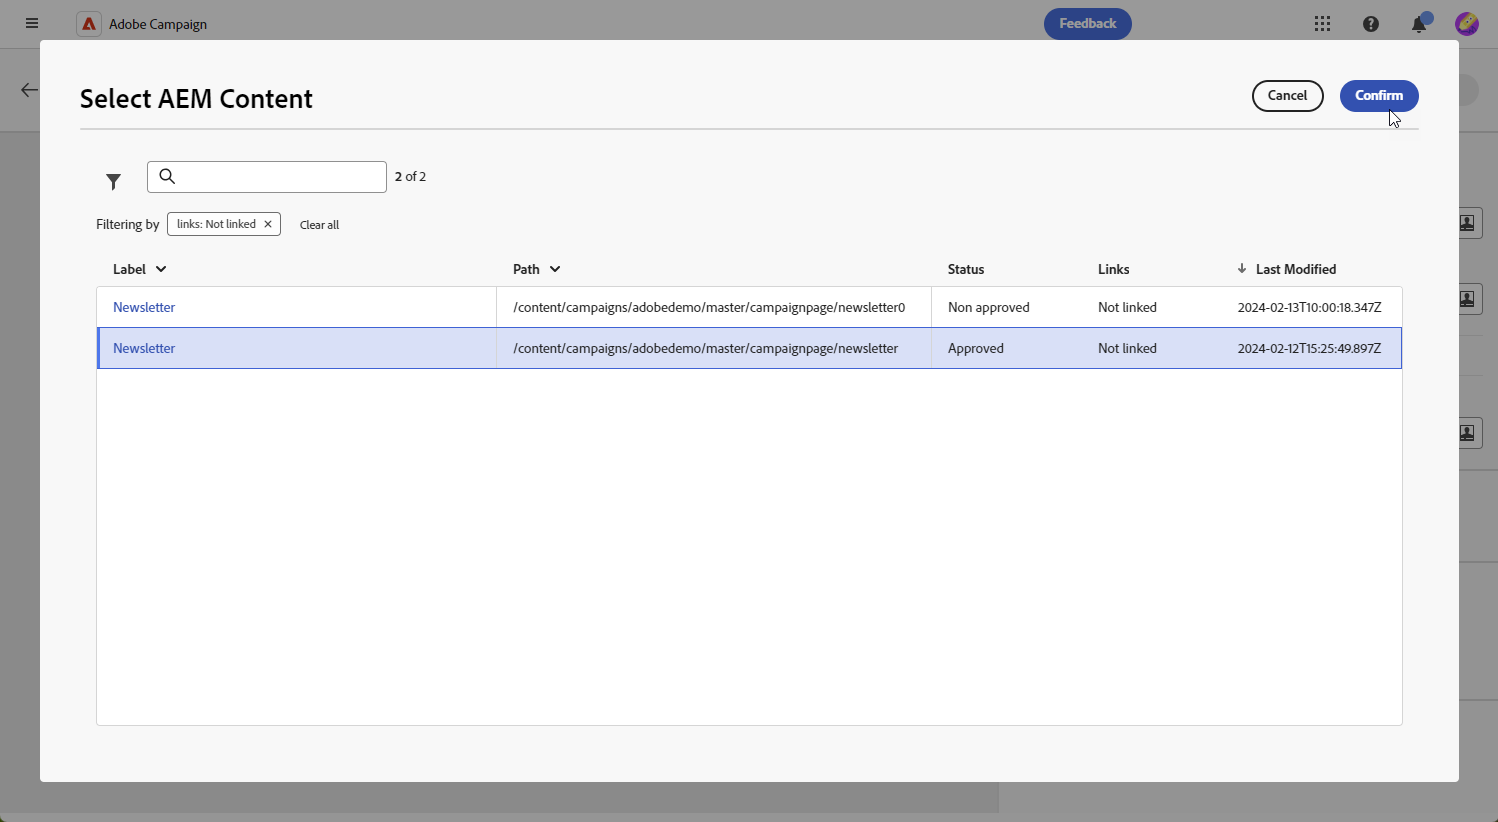 Adobe Campaign
Feedback
Select AEM Content
Cancel
Confirm
2 of 2
Filtering by
links: Not linked
Clear all
Label
Path
Status
Links
Last Modified
Newsletter
/content/campaigns/adobedemo/master/campaignpage/newsletter0
Non approved
Not linked
2024-02-13T10:00:18.347Z
Newsletter
/content/campaigns/adobedemo/master/campaignpage/newsletter
Approved
Not linked
2024-02-12T15:25:49.897Z